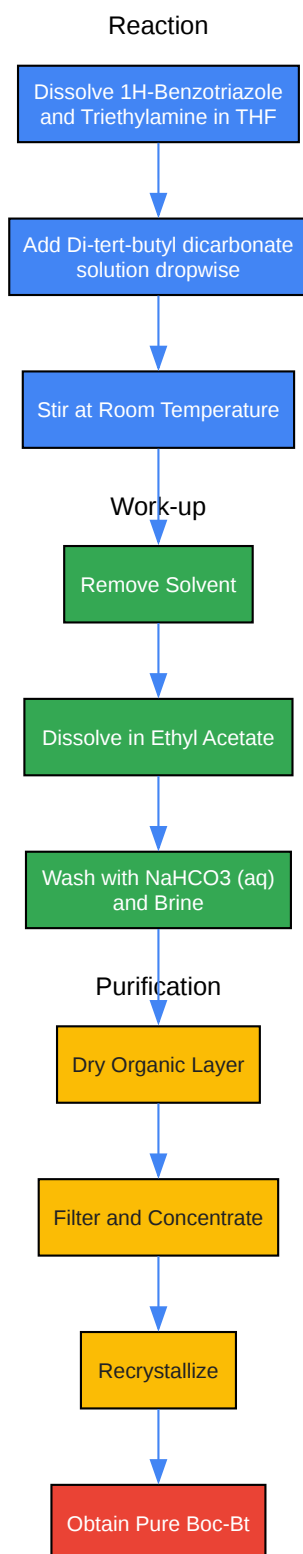 Reaction
Dissolve 1H-Benzotriazole
and Triethylamine in THF
Add Di-tert-butyl dicarbonate
solution dropwise
Stir at Room Temperature
Work-up
Remove Solvent
Dissolve in Ethyl Acetate
Wash with NaHCO3 (aq)
and Brine
Purification
Dry Organic Layer
Filter and Concentrate
Recrystallize
Obtain Pure Boc-Bt